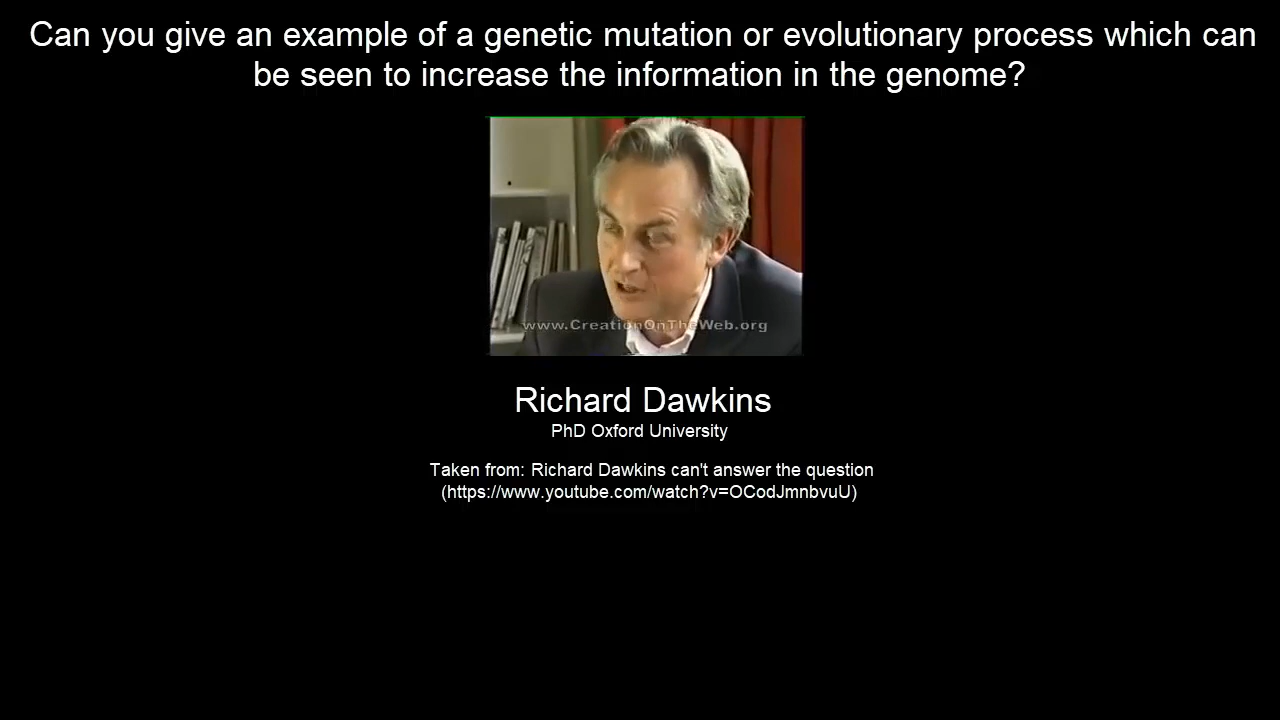 Can you give an example of a genetic mutation or evolutionary process which can
be seen to increase the information in the genome?
www.CreationOnTheWeb.org
Richard Dawkins
PhD Oxford University
Taken from: Richard Dawkins can't answer the question
(https://www.youtube.com/watch?v=OCodJmnbvuU)